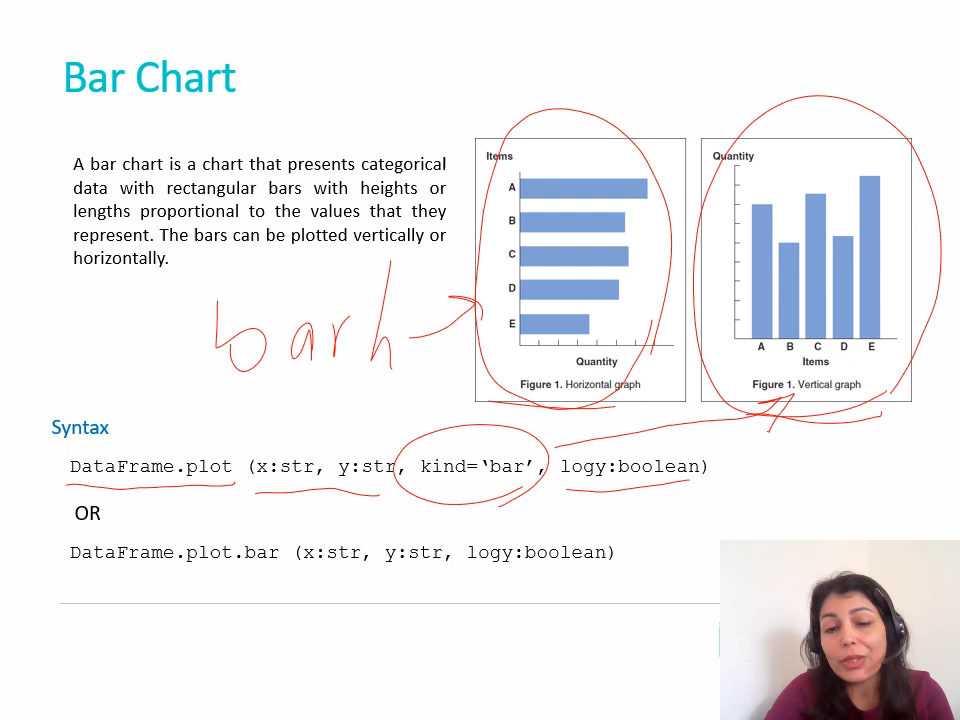 Bar Chart
A bar chart is a chart that presents categorical
data with rectangular bars with heights or
lengths proportional to the values that they
represent. The bars can be plotted vertically or
horizontally.
barh
Items
A
B
C
D
E
Quantity
Figure 1. Horizontal graph
Quantity
A B C D E
Items
Figure 1. Vertical graph
Syntax
DataFrame.plot (x:str, y:str, kind=‘bar’, logy:boolean)
OR
DataFrame.plot.bar (x:str, y:str, logy:boolean)